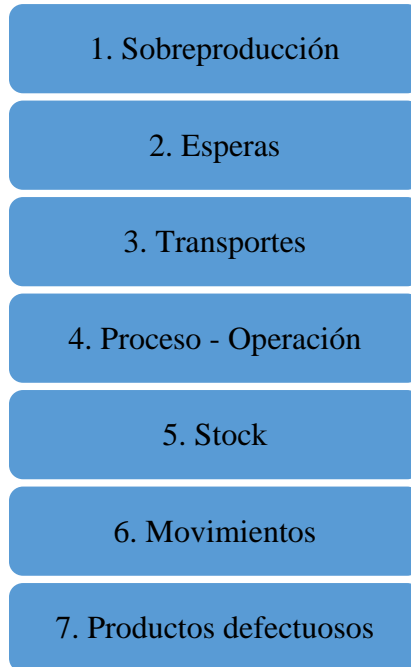 1. Sobreproducción
2. Esperas
3. Transportes
4. Proceso - Operación
5. Stock
6. Movimientos
7. Productos defectuosos